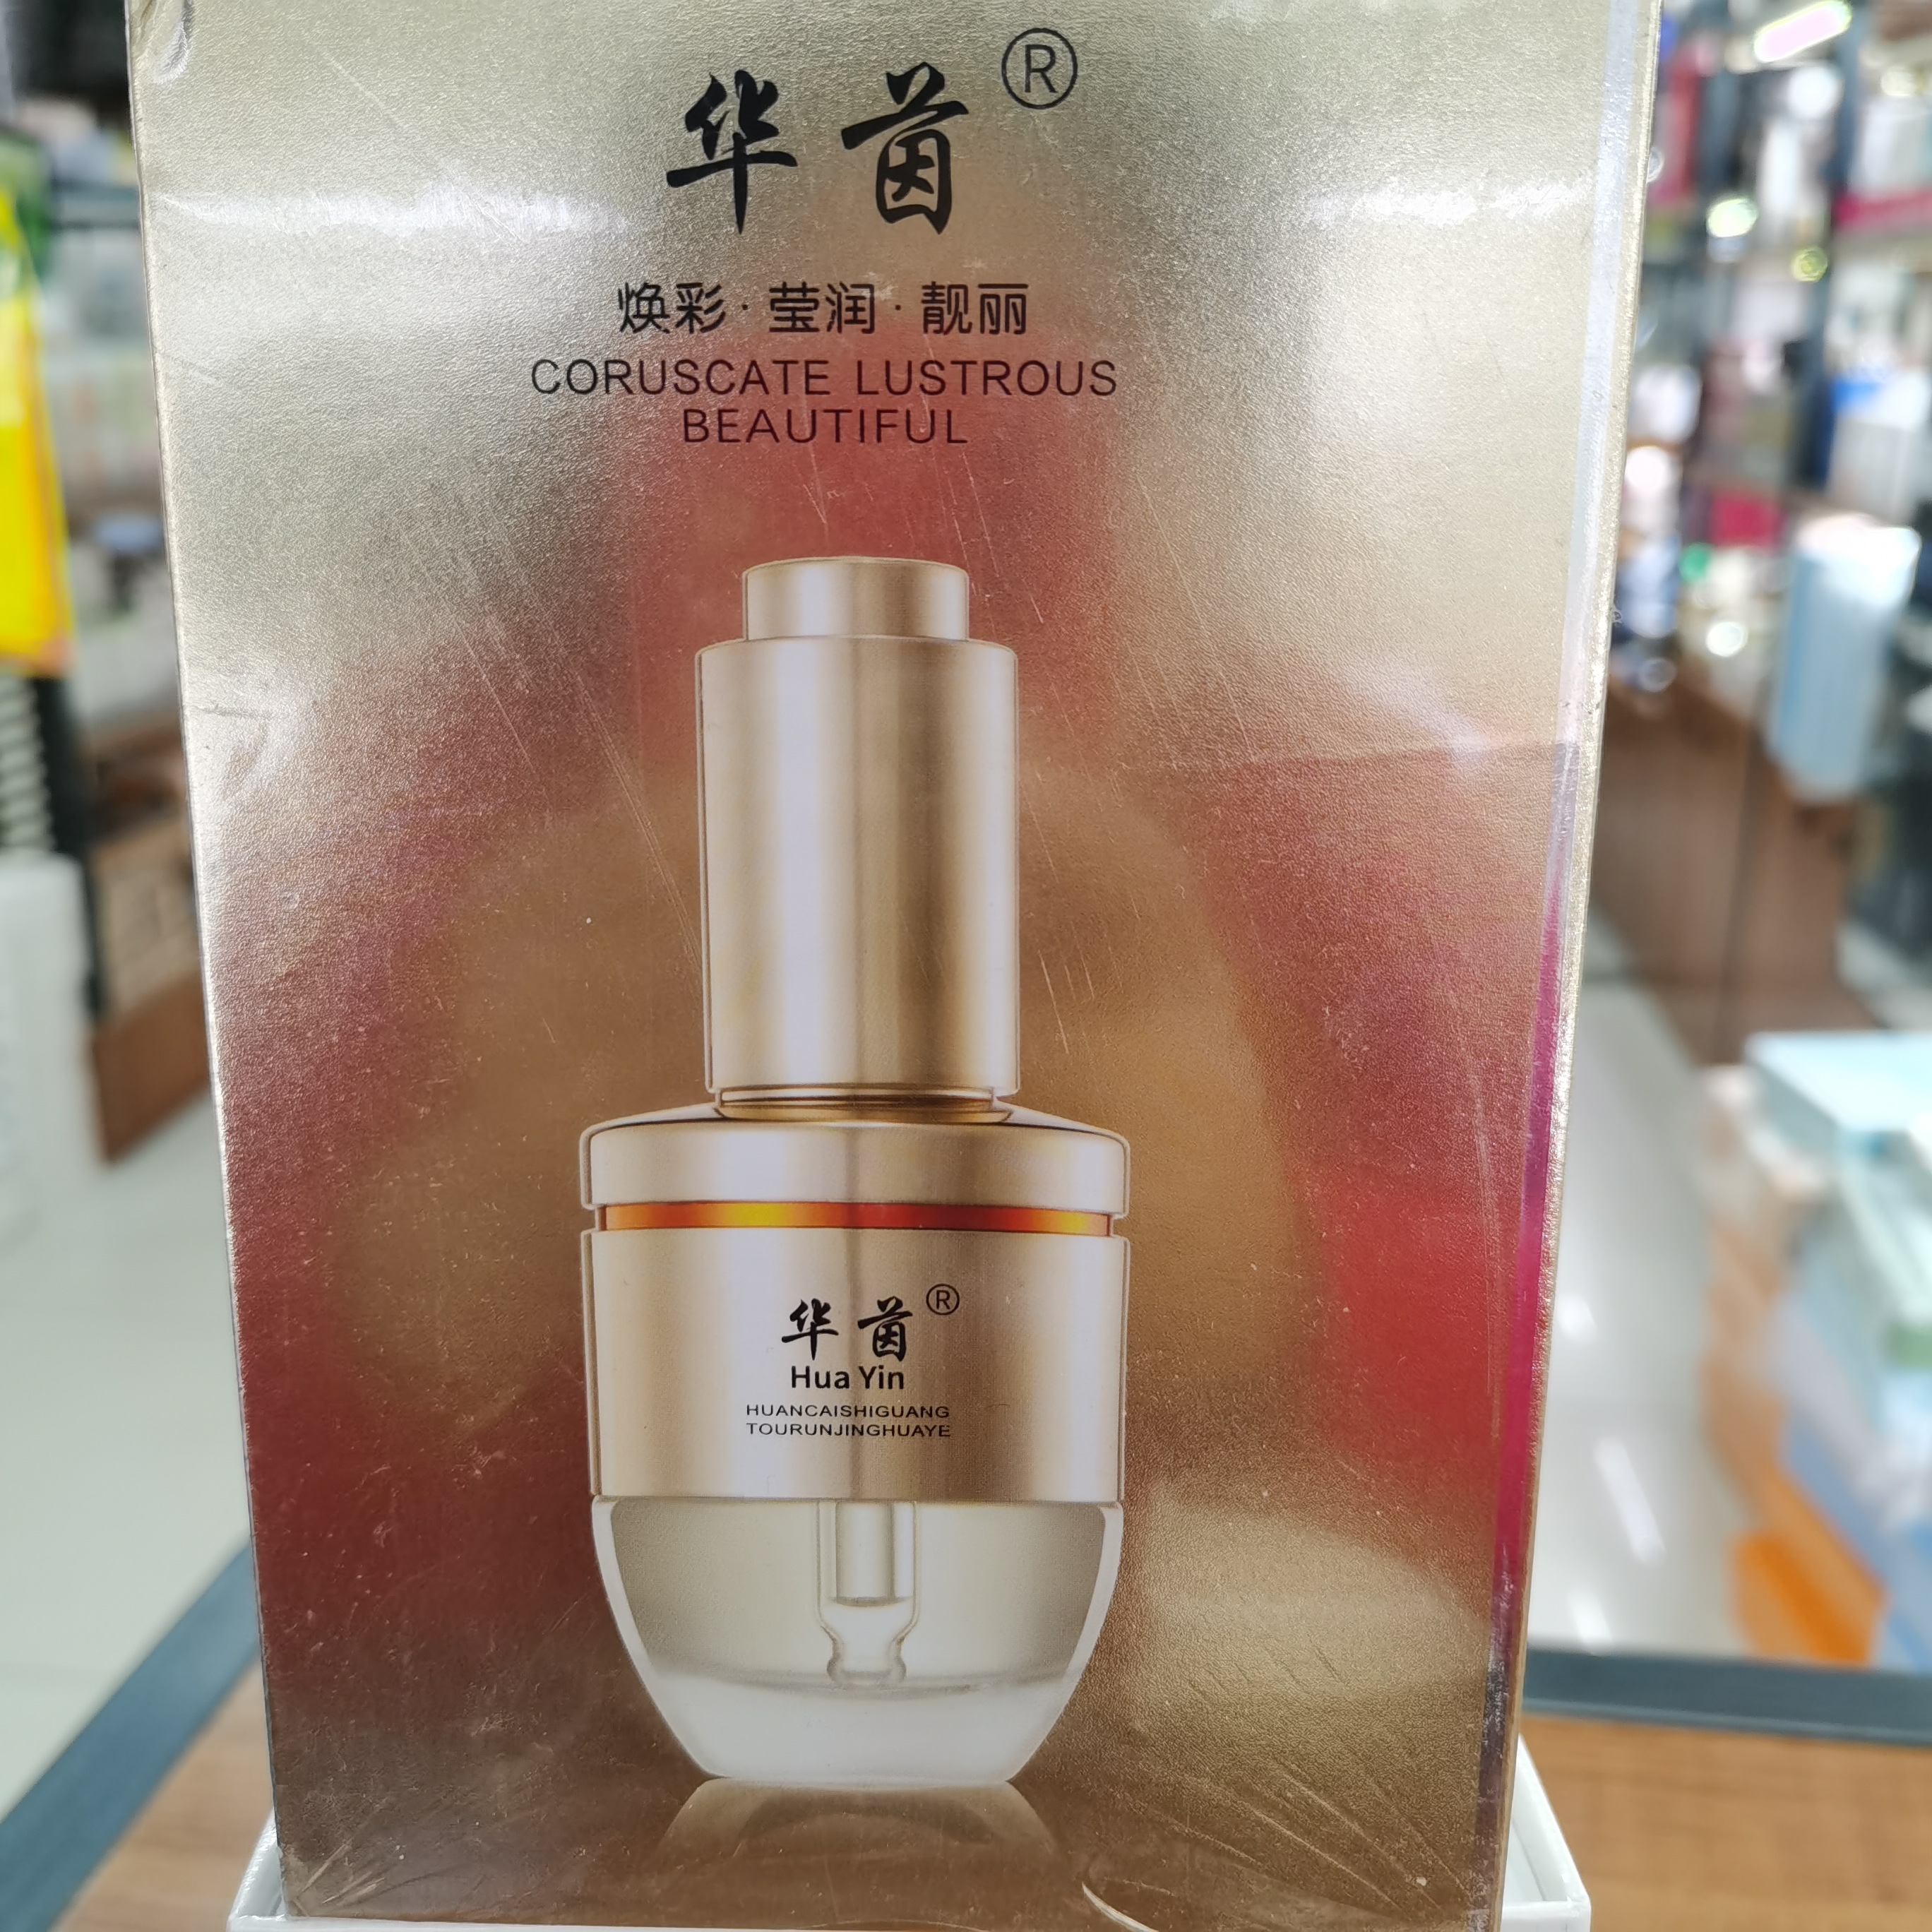 华茵®
焕彩·莹润·靓丽
CORUSCATE LUSTROUS
BEAUTIFUL
华茵®
Hua Yin
HUANCAISHIGUANG
TOURUNJINGHUAYE